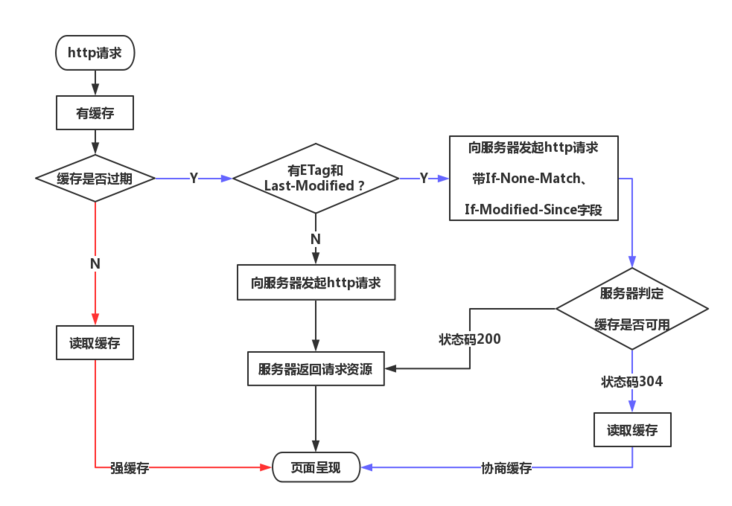 http请求
有缓存
缓存是否过期
Y
有ETag和
Last-Modified？
Y
向服务器发起http请求
带If-None-Match、
If-Modified-Since字段
N
N
向服务器发起http请求
服务器判定
缓存是否可用
读取缓存
状态码200
服务器返回请求资源
状态码304
读取缓存
强缓存
页面呈现
协商缓存